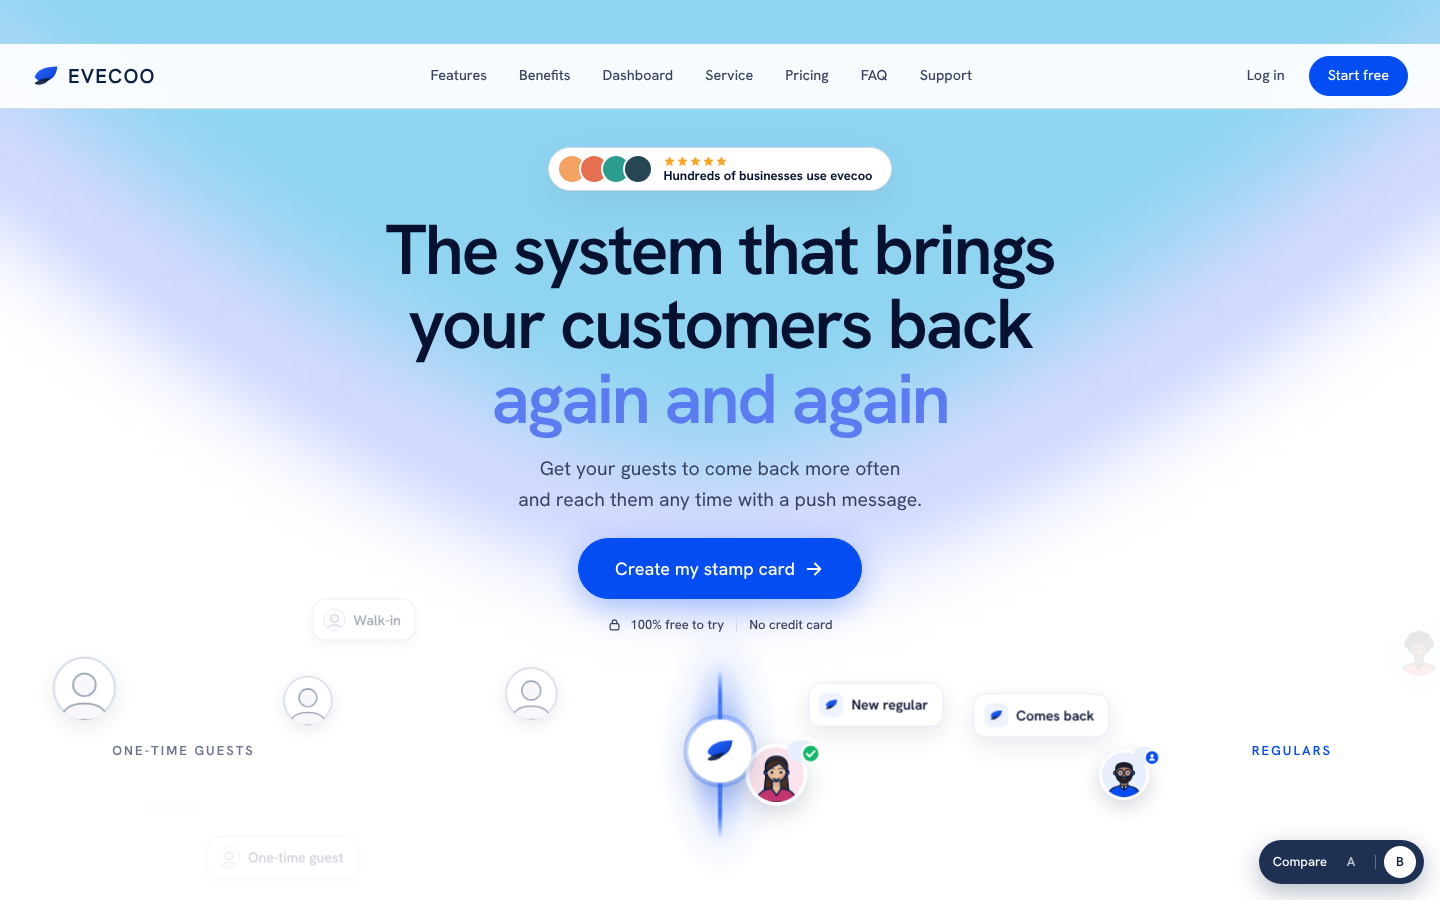 EVECOO
Features
Benefits
Dashboard
Service
Pricing
FAQ
Support
Log in
Start free
Hundreds of businesses use evecoo
The system that brings
your customers back
again and again
Get your guests to come back more often
and reach them any time with a push message.
Create my stamp card
100% free to try
No credit card
Walk-in
New regular
Comes back
ONE-TIME GUESTS
REGULARS
One-time guest
Compare
A
B